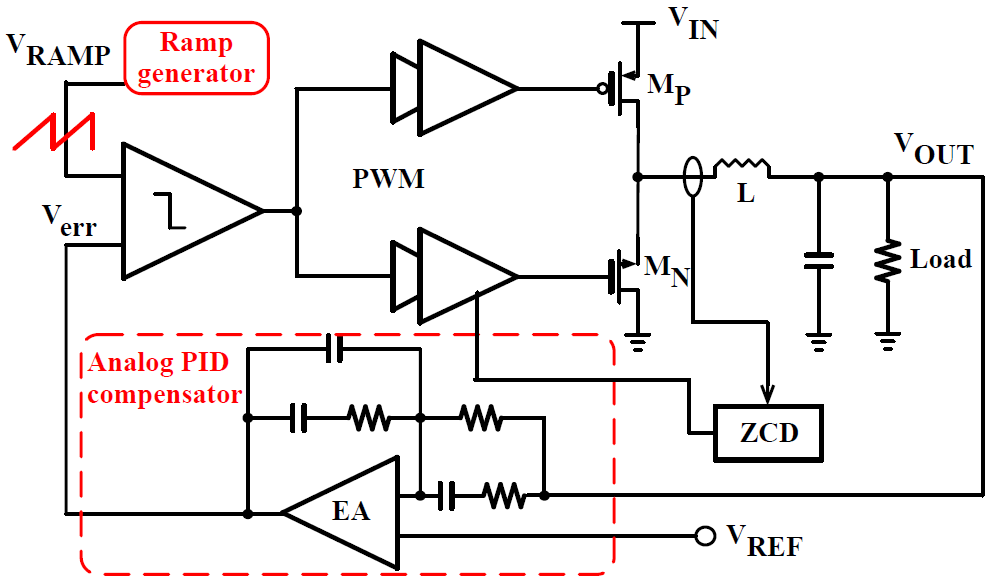 VIN
VRAMP
Ramp
generator
MP
PWM
VOUT
L
Verr
MN
Load
Analog PID
compensator
ZCD
EA
VREF